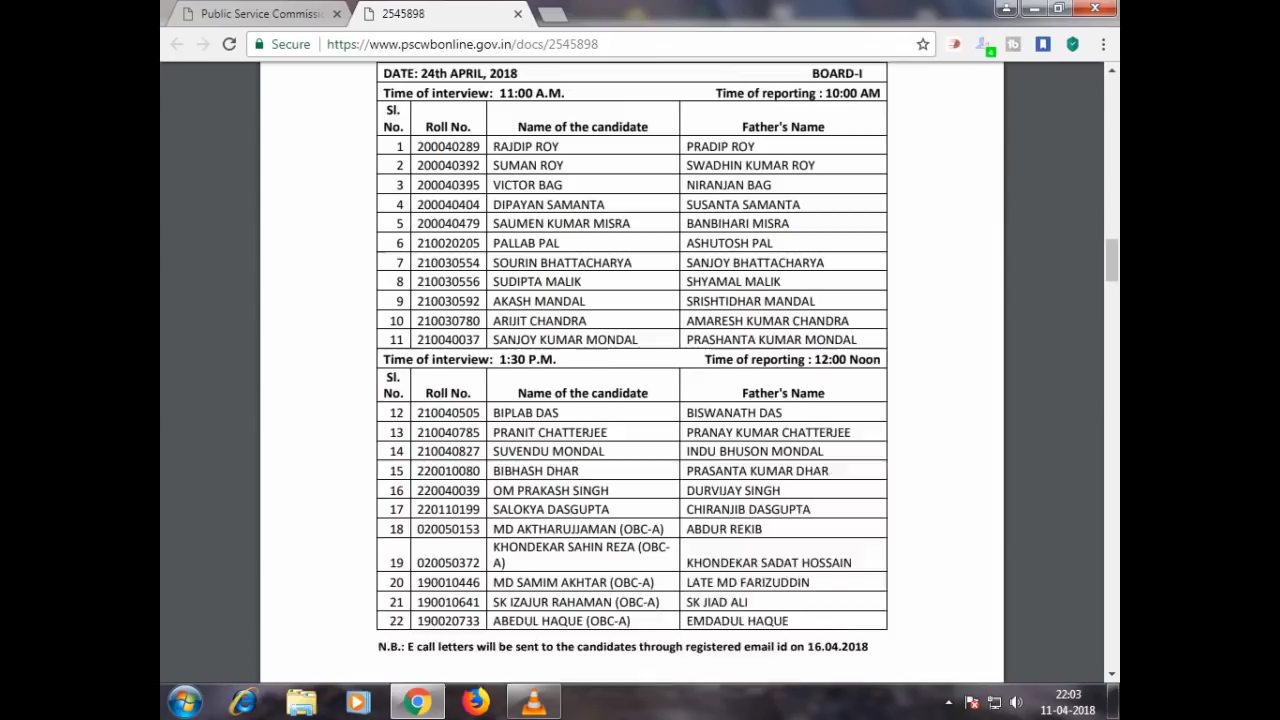 Public Service Commissi
2545898
Secure
https://www.pscwbonline.gov.in/docs/2545898
DATE: 24th APRIL, 2018 BOARD-I
Time of interview: 11:00 A.M. Time of reporting : 10:00 AM
Sl. No. Roll No. Name of the candidate Father's Name
1 200040289 RAJDIP ROY PRADIP ROY
2 200040392 SUMAN ROY SWADHIN KUMAR ROY
3 200040395 VICTOR BAG NIRANJAN BAG
4 200040404 DIPAYAN SAMANTA SUSANTA SAMANTA
5 200040479 SAUMEN KUMAR MISRA BANBIHARI MISRA
6 210020205 PALLAB PAL ASHUTOSH PAL
7 210030554 SOURIN BHATTACHARYA SANJOY BHATTACHARYA
8 210030556 SUDIPTA MALIK SHYAMAL MALIK
9 210030592 AKASH MANDAL SRISHTIDHAR MANDAL
10 210030780 ARIJIT CHANDRA AMARESH KUMAR CHANDRA
11 210040037 SANJOY KUMAR MONDAL PRASHANTA KUMAR MONDAL
Time of interview: 1:30 P.M. Time of reporting : 12:00 Noon
Sl. No. Roll No. Name of the candidate Father's Name
12 210040505 BIPLAB DAS BISWANATH DAS
13 210040785 PRANIT CHATTERJEE PRANAY KUMAR CHATTERJEE
14 210040827 SUVENDU MONDAL INDU BHUSON MONDAL
15 220010080 BIBHASH DHAR PRASANTA KUMAR DHAR
16 220040039 OM PRAKASH SINGH DURVIJAY SINGH
17 220110199 SALOKYA DASGUPTA CHIRANJIB DASGUPTA
18 020050153 MD AKTHARUJJAMAN (OBC-A) ABDUR REKIB
KHONDEKAR SAHIN REZA (OBC-
19 020050372 A) KHONDEKAR SADAT HOSSAIN
20 190010446 MD SAMIM AKHTAR (OBC-A) LATE MD FARIZUDDIN
21 190010641 SK IZAJUR RAHAMAN (OBC-A) SK JIAD ALI
22 190020733 ABEDUL HAQUE (OBC-A) EMDADUL HAQUE
N.B.: E call letters will be sent to the candidates through registered email id on 16.04.2018
22:03
11-04-2018